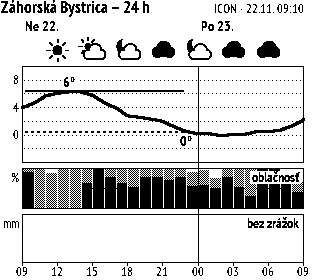 Záhorská Bystrica – 24 h
ICON · 22.11. 09:10
Ne 22. Po 23.
8
6°
4
0
0°
% oblačnosť
mm bez zrážok
09 12 15 18 21 00 03 06 09